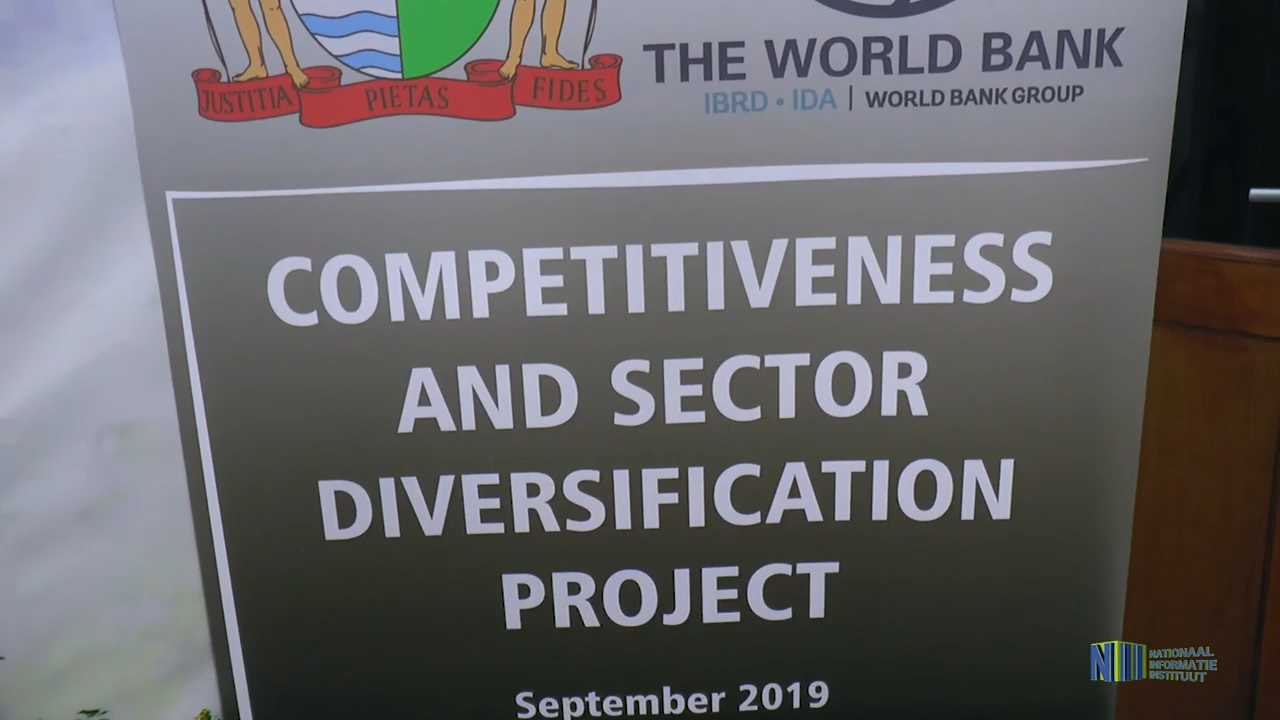 JUSTITIA PIETAS FIDES
THE WORLD BANK
IBRD • IDA | WORLD BANK GROUP
COMPETITIVENESS
AND SECTOR
DIVERSIFICATION
PROJECT
September 2019
NII NATIONAAL
INFORMATIE
INSTITUUT